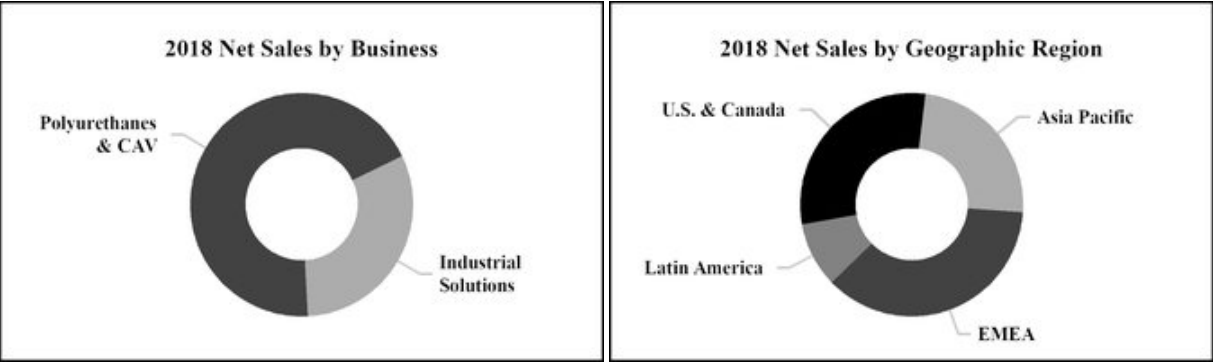 2018 Net Sales by Business
Polyurethanes
& CAV
Industrial
Solutions
2018 Net Sales by Geographic Region
U.S. & Canada
Asia Pacific
Latin America
EMEA